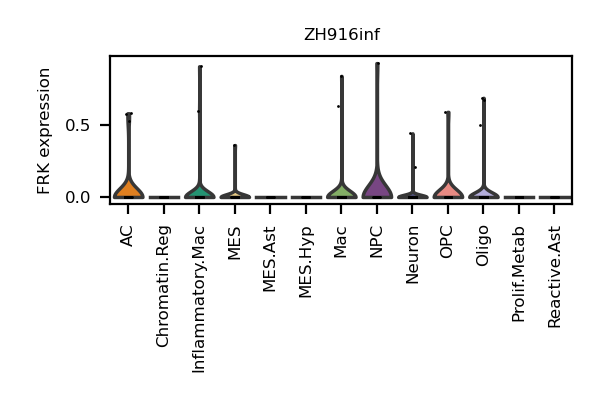 ZH916inf
FRK expression
0.5
0.0
AC
Chromatin.Reg
Inflammatory.Mac
MES
MES.Ast
MES.Hyp
Mac
NPC
Neuron
OPC
Oligo
Prolif.Metab
Reactive.Ast